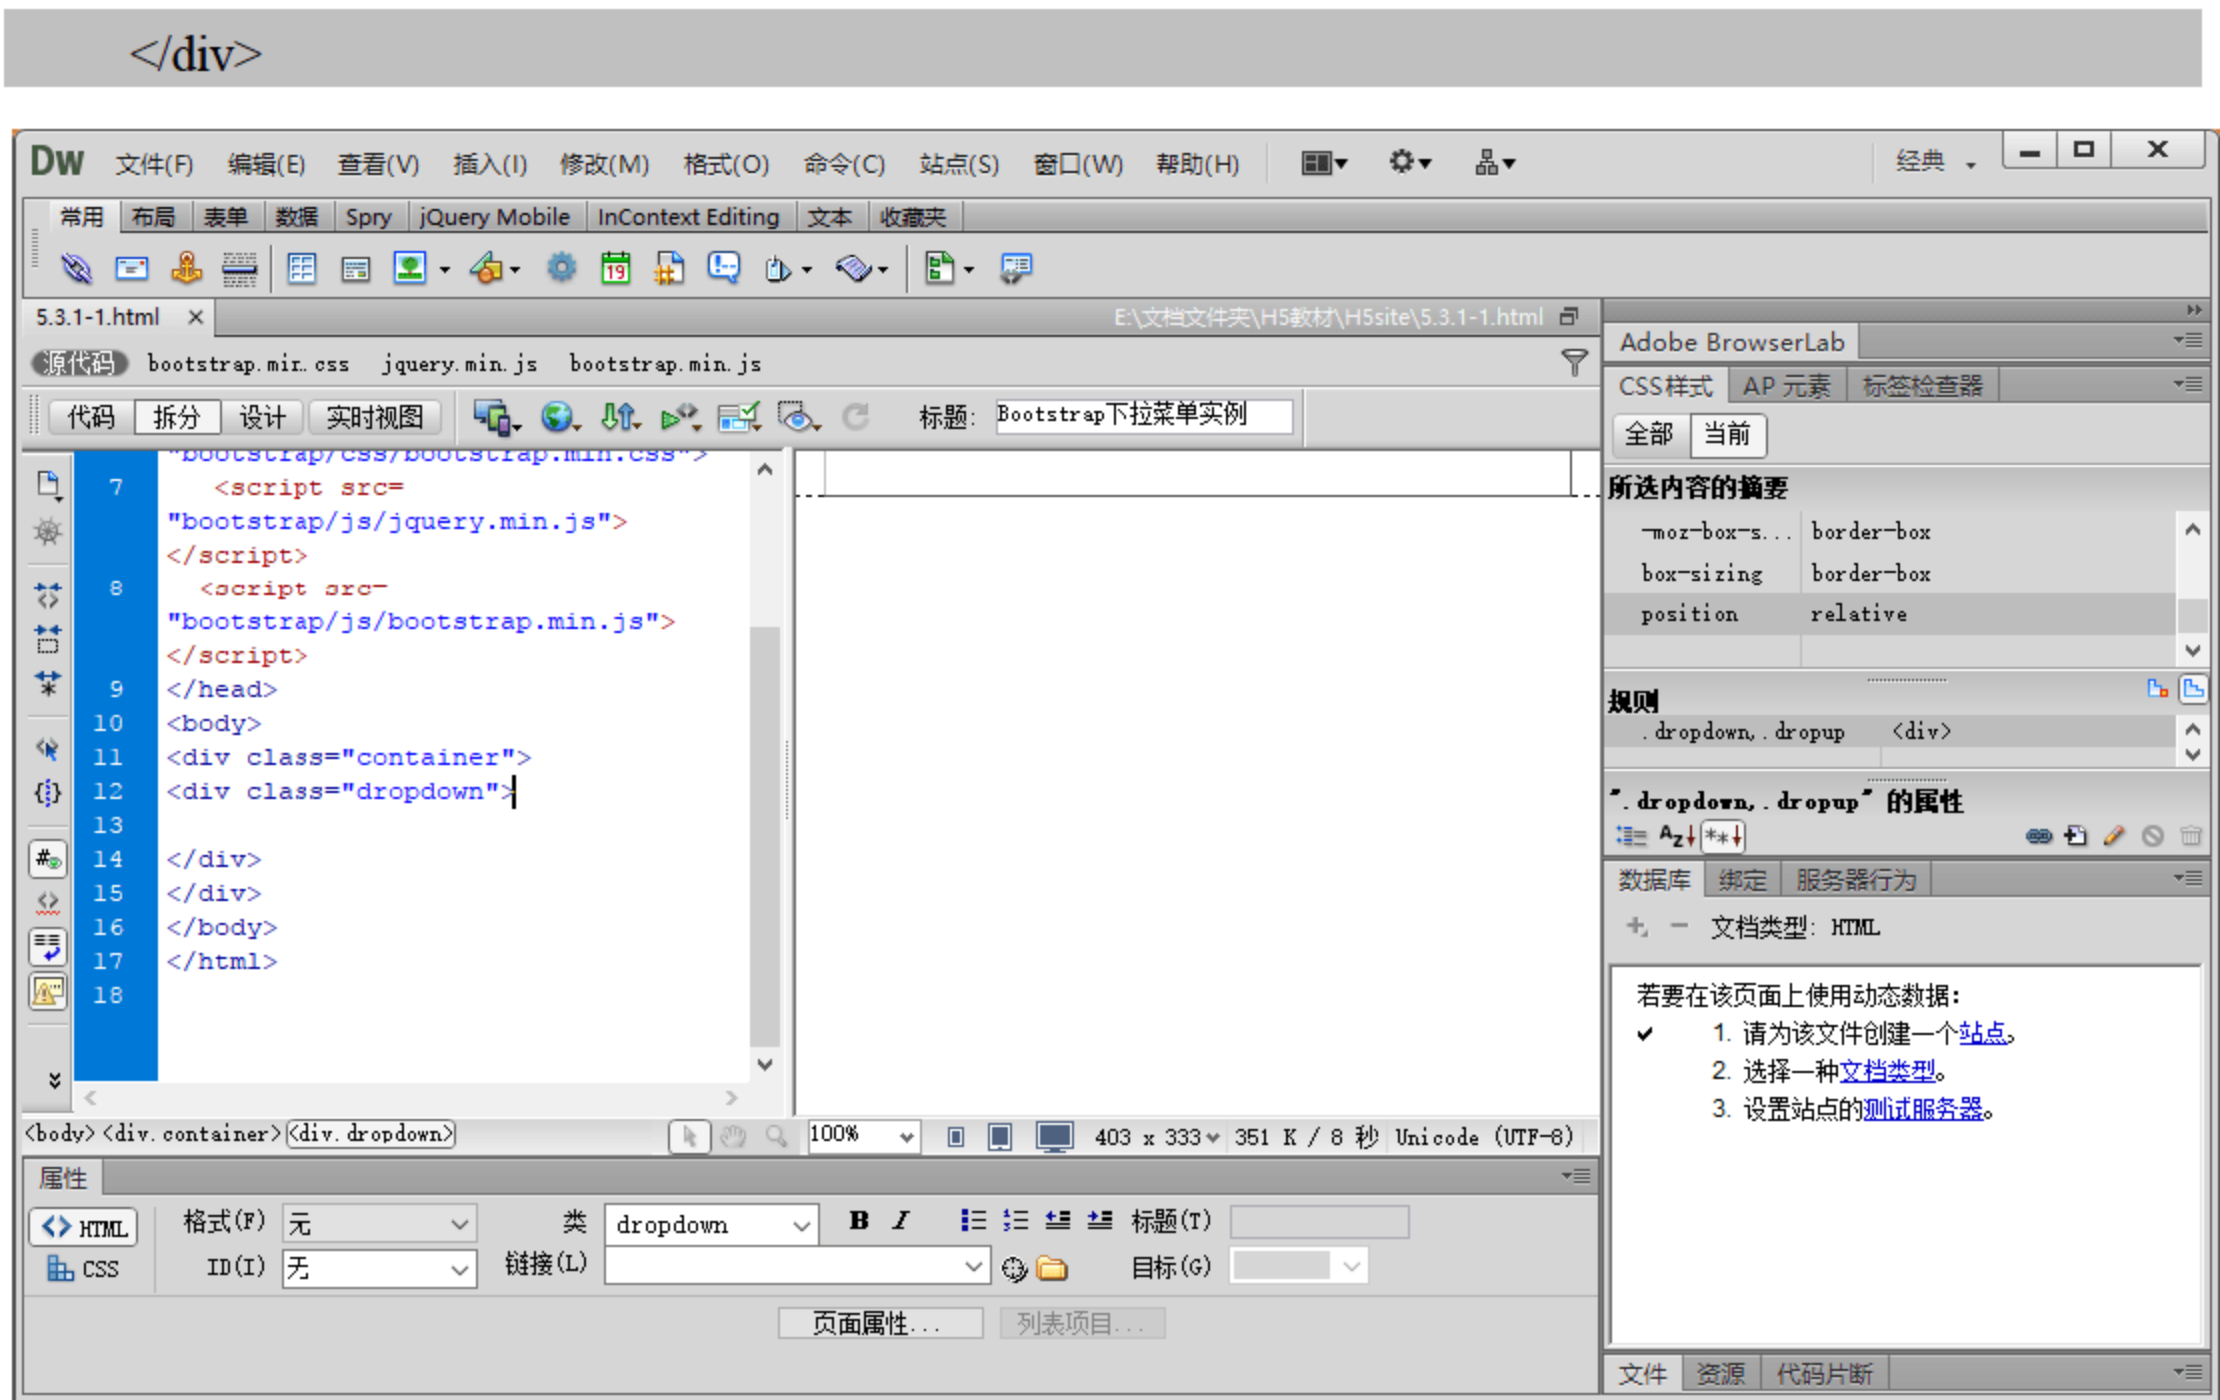 </div>
Dw 文件(F) 编辑(E) 查看(V) 插入(I) 修改(M) 格式(O) 命令(C) 站点(S) 窗口(W) 帮助(H) 经典
常用 布局 表单 数据 Spry jQuery Mobile InContext Editing 文本 收藏夹
19
5.3.1-1.html × E:\文档文件夹\H5教材\H5site\5.3.1-1.html
源代码 bootstrap.min.css jquery.min.js bootstrap.min.js
代码 拆分 设计 实时视图 标题: Bootstrap下拉菜单实例
"bootstrap/css/bootstrap.min.css">
7 <script src=
"bootstrap/js/jquery.min.js">
</script>
8 <script src=
"bootstrap/js/bootstrap.min.js">
</script>
9 </head>
10 <body>
11 <div class="container">
12 <div class="dropdown">
13
14 </div>
15 </div>
16 </body>
17 </html>
18
<body> <div.container> <div.dropdown> 100% 403 x 333 351 K / 8 秒 Unicode (UTF-8)
属性
HTML 格式(F) 无 类 dropdown B I 标题(T)
CSS ID(I) 无 链接(L) 目标(G)
页面属性... 列表项目...
Adobe BrowserLab
CSS样式 AP 元素 标签检查器
全部 当前
所选内容的摘要
-moz-box-s... border-box
box-sizing border-box
position relative
规则
.dropdown,.dropup <div>
".dropdown,.dropup" 的属性
数据库 绑定 服务器行为
文档类型: HTML
若要在该页面上使用动态数据:
1. 请为该文件创建一个站点。
2. 选择一种文档类型。
3. 设置站点的测试服务器。
文件 资源 代码片断